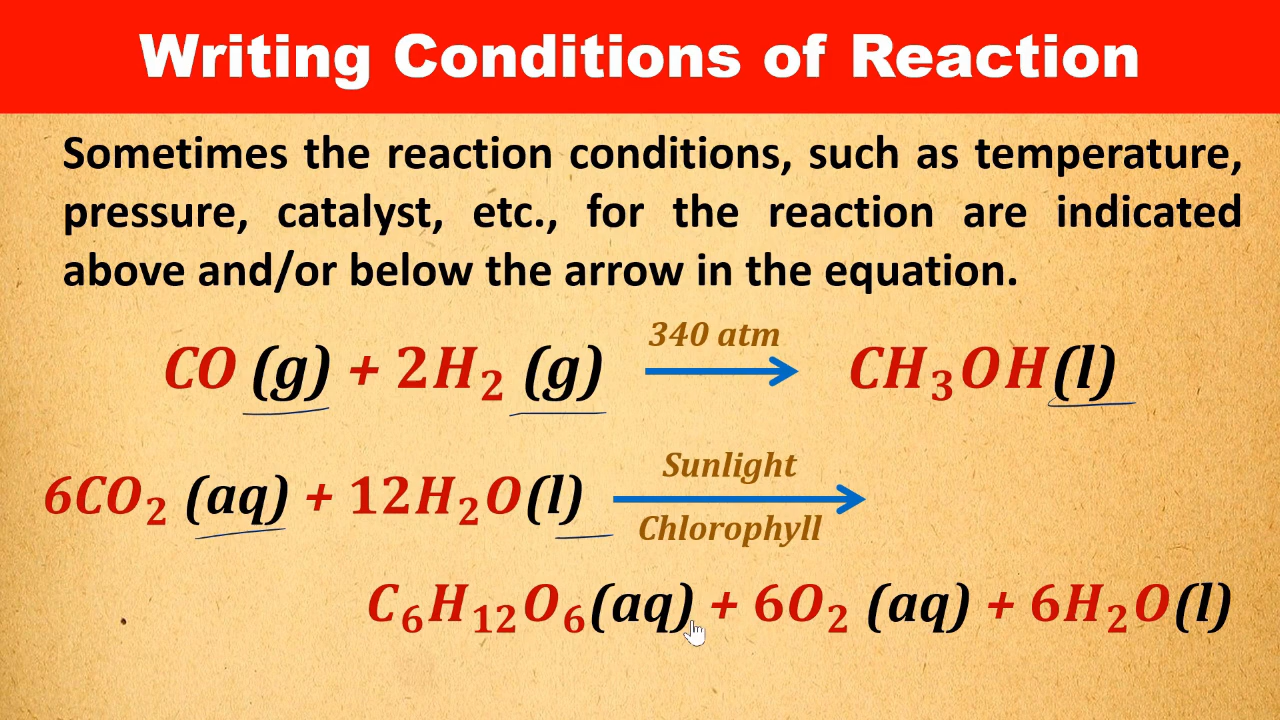 Writing Conditions of Reaction
Sometimes the reaction conditions, such as temperature,
pressure, catalyst, etc., for the reaction are indicated
above and/or below the arrow in the equation.
340 atm
CO (g) + 2H₂ (g) → CH₃OH(l)
Sunlight
6CO₂ (aq) + 12H₂O(l) →
Chlorophyll
C₆H₁₂O₆(aq) + 6O₂ (aq) + 6H₂O(l)